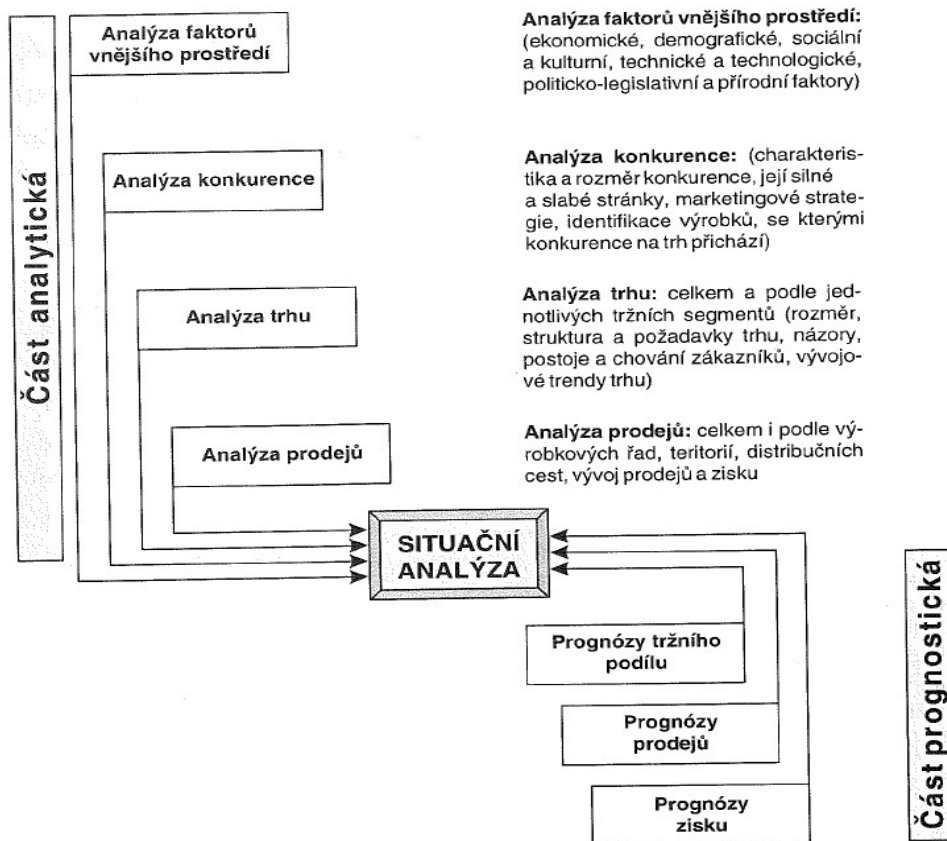 Část analytická
Analýza faktorů
vnějšího prostředí
Analýza faktorů vnějšího prostředí:
(ekonomické, demografické, sociální
a kulturní, technické a technologické,
politicko-legislativní a přírodní faktory)
Analýza konkurence
Analýza konkurence: (charakteris-
tika a rozměr konkurence, její silné
a slabé stránky, marketingové strate-
gie, identifikace výrobků, se kterými
konkurence na trh přichází)
Analýza trhu
Analýza trhu: celkem a podle jed-
notlivých tržních segmentů (rozměr,
struktura a požadavky trhu, názory,
postoje a chování zákazníků, vývojo-
vé trendy trhu)
Analýza prodejů
Analýza prodejů: celkem i podle vý-
robkových řad, teritorií, distribučních
cest, vývoj prodejů a zisku
SITUAČNÍ
ANALÝZA
Prognózy tržního
podílu
Prognózy
prodejů
Prognózy
zisku
Část prognostická